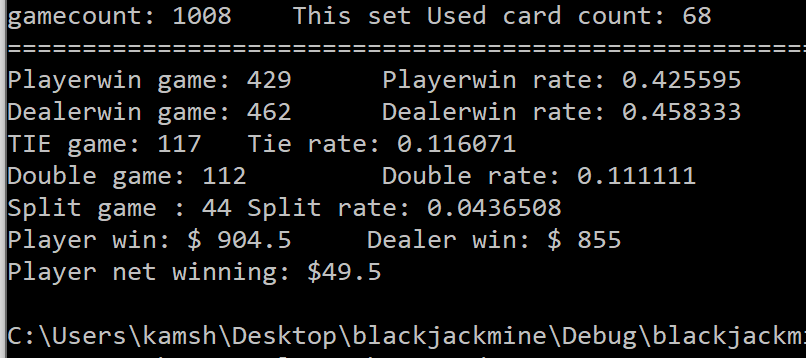 gamecount: 1008    This set Used card count: 68
=====================================================
Playerwin game: 429         Playerwin rate: 0.425595
Dealerwin game: 462         Dealerwin rate: 0.458333
TIE game: 117   Tie rate: 0.116071
Double game: 112         Double rate: 0.111111
Split game : 44 Split rate: 0.0436508
Player win: $ 904.5     Dealer win: $ 855
Player net winning: $49.5
C:\Users\kamsh\Desktop\blackjackmine\Debug\blackjackmi